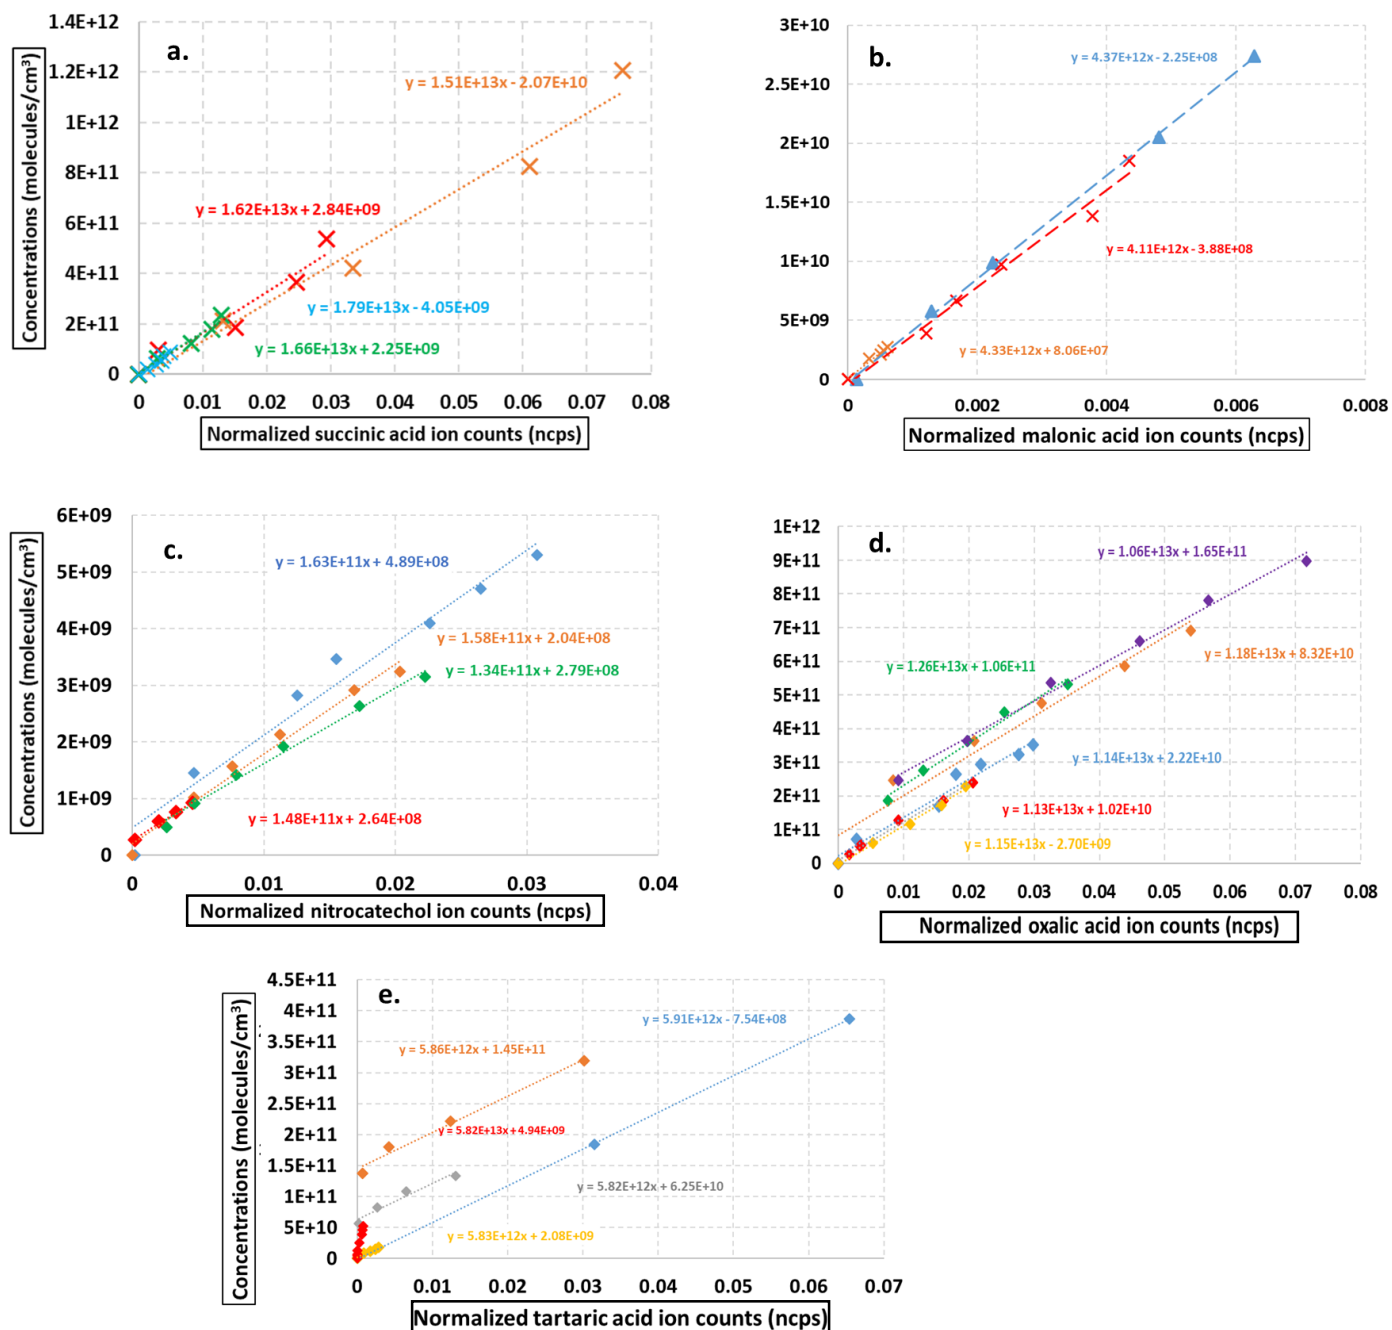 a.
Concentrations (molecules/cm³)
1.4E+12
1.2E+12
1E+12
8E+11
6E+11
4E+11
2E+11
0
y = 1.51E+13x - 2.07E+10
y = 1.62E+13x + 2.84E+09
y = 1.79E+13x - 4.05E+09
y = 1.66E+13x + 2.25E+09
0 0.01 0.02 0.03 0.04 0.05 0.06 0.07 0.08
Normalized succinic acid ion counts (ncps)
b.
3E+10
2.5E+10
2E+10
1.5E+10
1E+10
5E+09
0
y = 4.37E+12x - 2.25E+08
y = 4.11E+12x - 3.88E+08
y = 4.33E+12x + 8.06E+07
0 0.002 0.004 0.006 0.008
Normalized malonic acid ion counts (ncps)
c.
Concentrations (molecules/cm³)
6E+09
5E+09
4E+09
3E+09
2E+09
1E+09
0
y = 1.63E+11x + 4.89E+08
y = 1.58E+11x + 2.04E+08
y = 1.34E+11x + 2.79E+08
y = 1.48E+11x + 2.64E+08
0 0.01 0.02 0.03 0.04
Normalized nitrocatechol ion counts (ncps)
d.
1E+12
9E+11
8E+11
7E+11
6E+11
5E+11
4E+11
3E+11
2E+11
1E+11
0
y = 1.06E+13x + 1.65E+11
y = 1.18E+13x + 8.32E+10
y = 1.26E+13x + 1.06E+11
y = 1.14E+13x + 2.22E+10
y = 1.13E+13x + 1.02E+10
y = 1.15E+13x - 2.70E+09
0 0.01 0.02 0.03 0.04 0.05 0.06 0.07 0.08
Normalized oxalic acid ion counts (ncps)
e.
Concentrations (molecules/cm³)
4.5E+11
4E+11
3.5E+11
3E+11
2.5E+11
2E+11
1.5E+11
1E+11
5E+10
0
y = 5.91E+12x - 7.54E+08
y = 5.86E+12x + 1.45E+11
y = 5.82E+13x + 4.94E+09
y = 5.82E+12x + 6.25E+10
y = 5.83E+12x + 2.08E+09
0 0.01 0.02 0.03 0.04 0.05 0.06 0.07
Normalized tartaric acid ion counts (ncps)